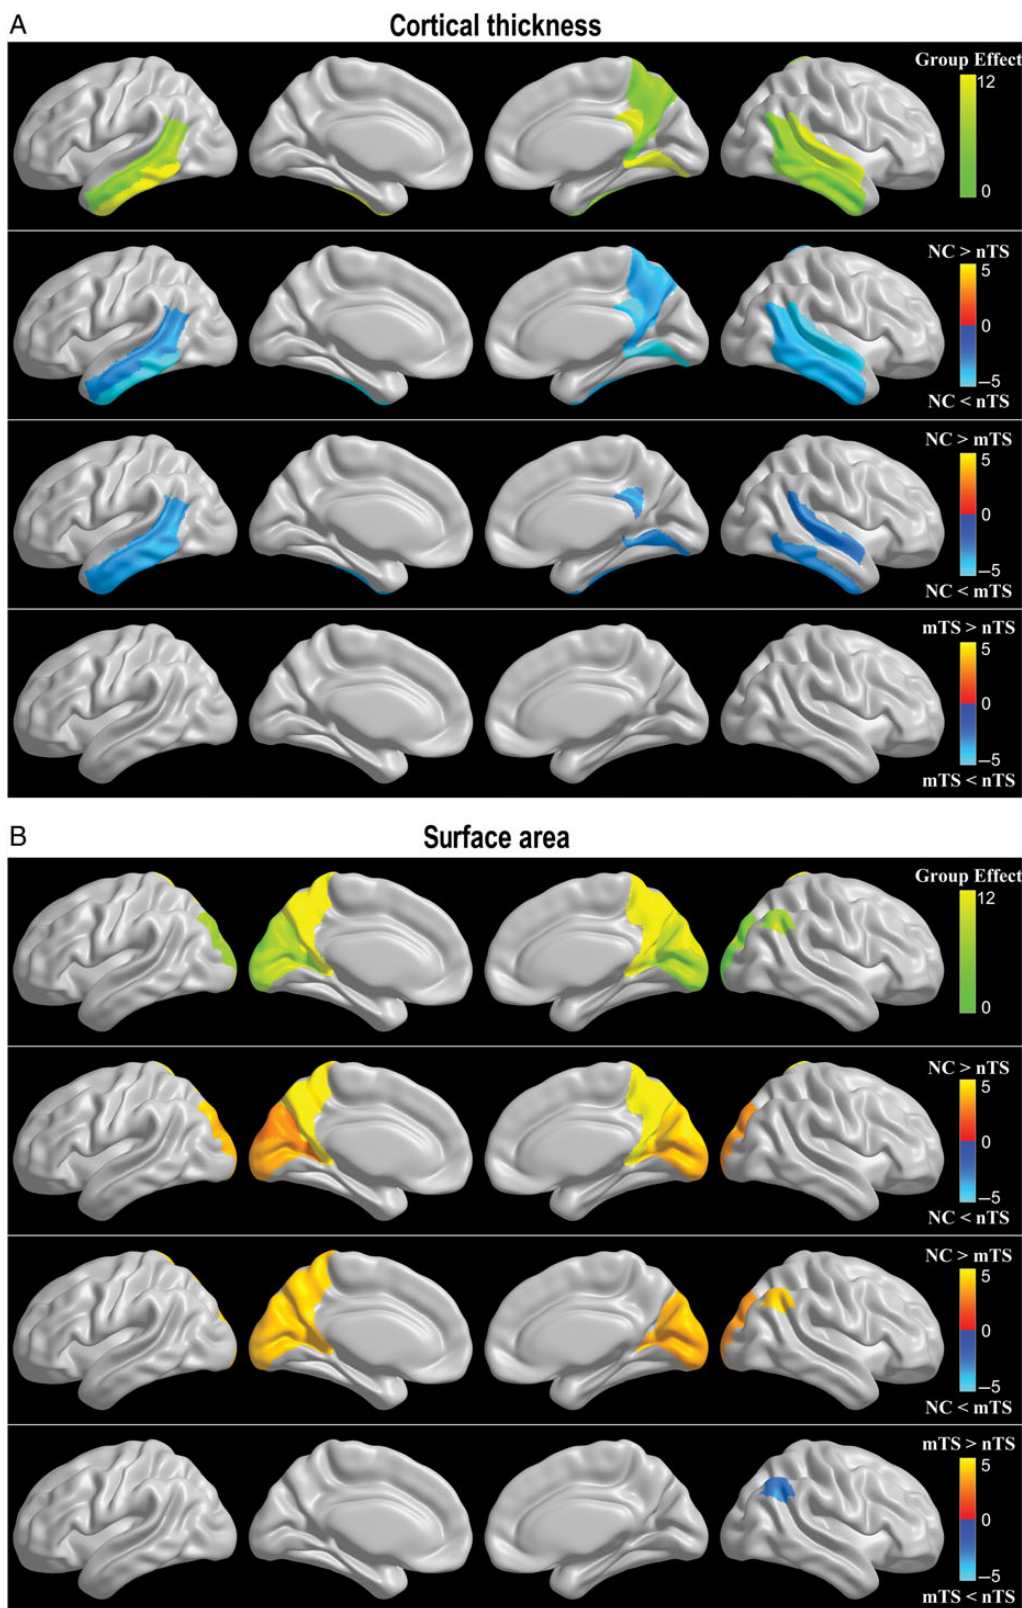 A
Cortical thickness
Group Effect
12
0
NC > nTS
5
0
–5
NC < nTS
NC > mTS
5
0
–5
NC < mTS
mTS > nTS
5
0
–5
mTS < nTS
B
Surface area
Group Effect
12
0
NC > nTS
5
0
–5
NC < nTS
NC > mTS
5
0
–5
NC < mTS
mTS > nTS
5
0
–5
mTS < nTS